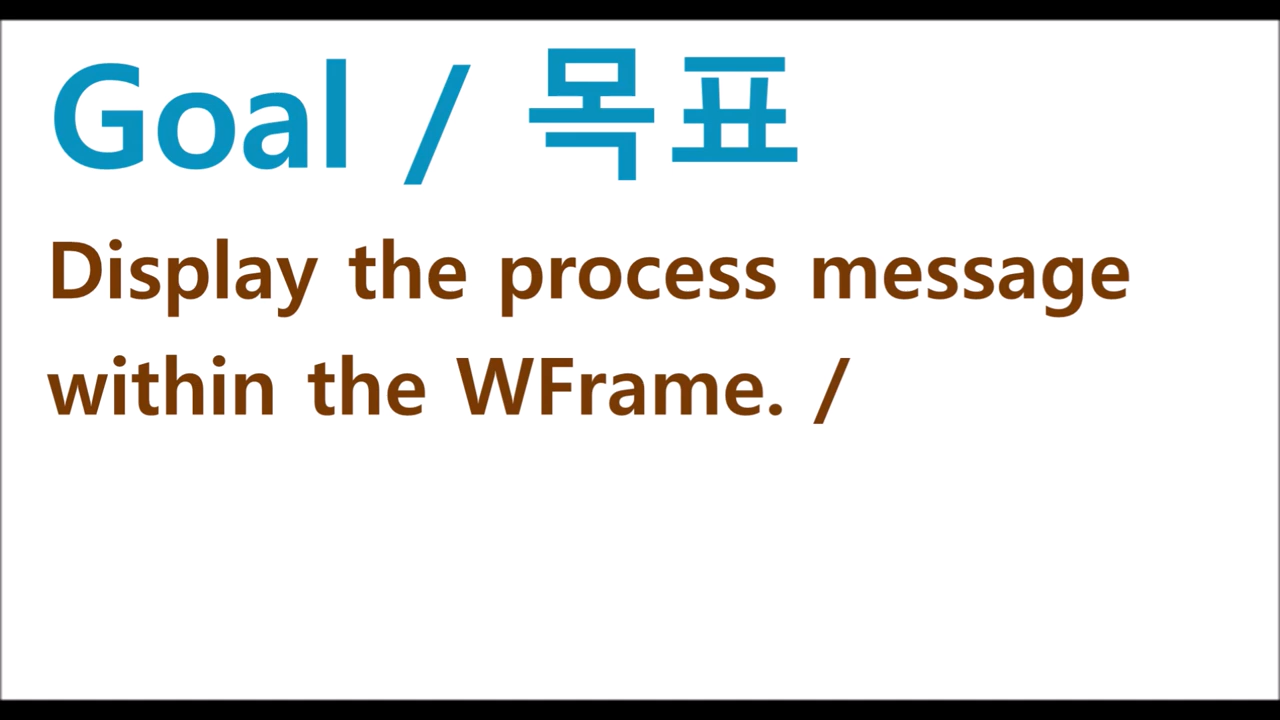 Goal / 목표
Display the process message
within the WFrame. /